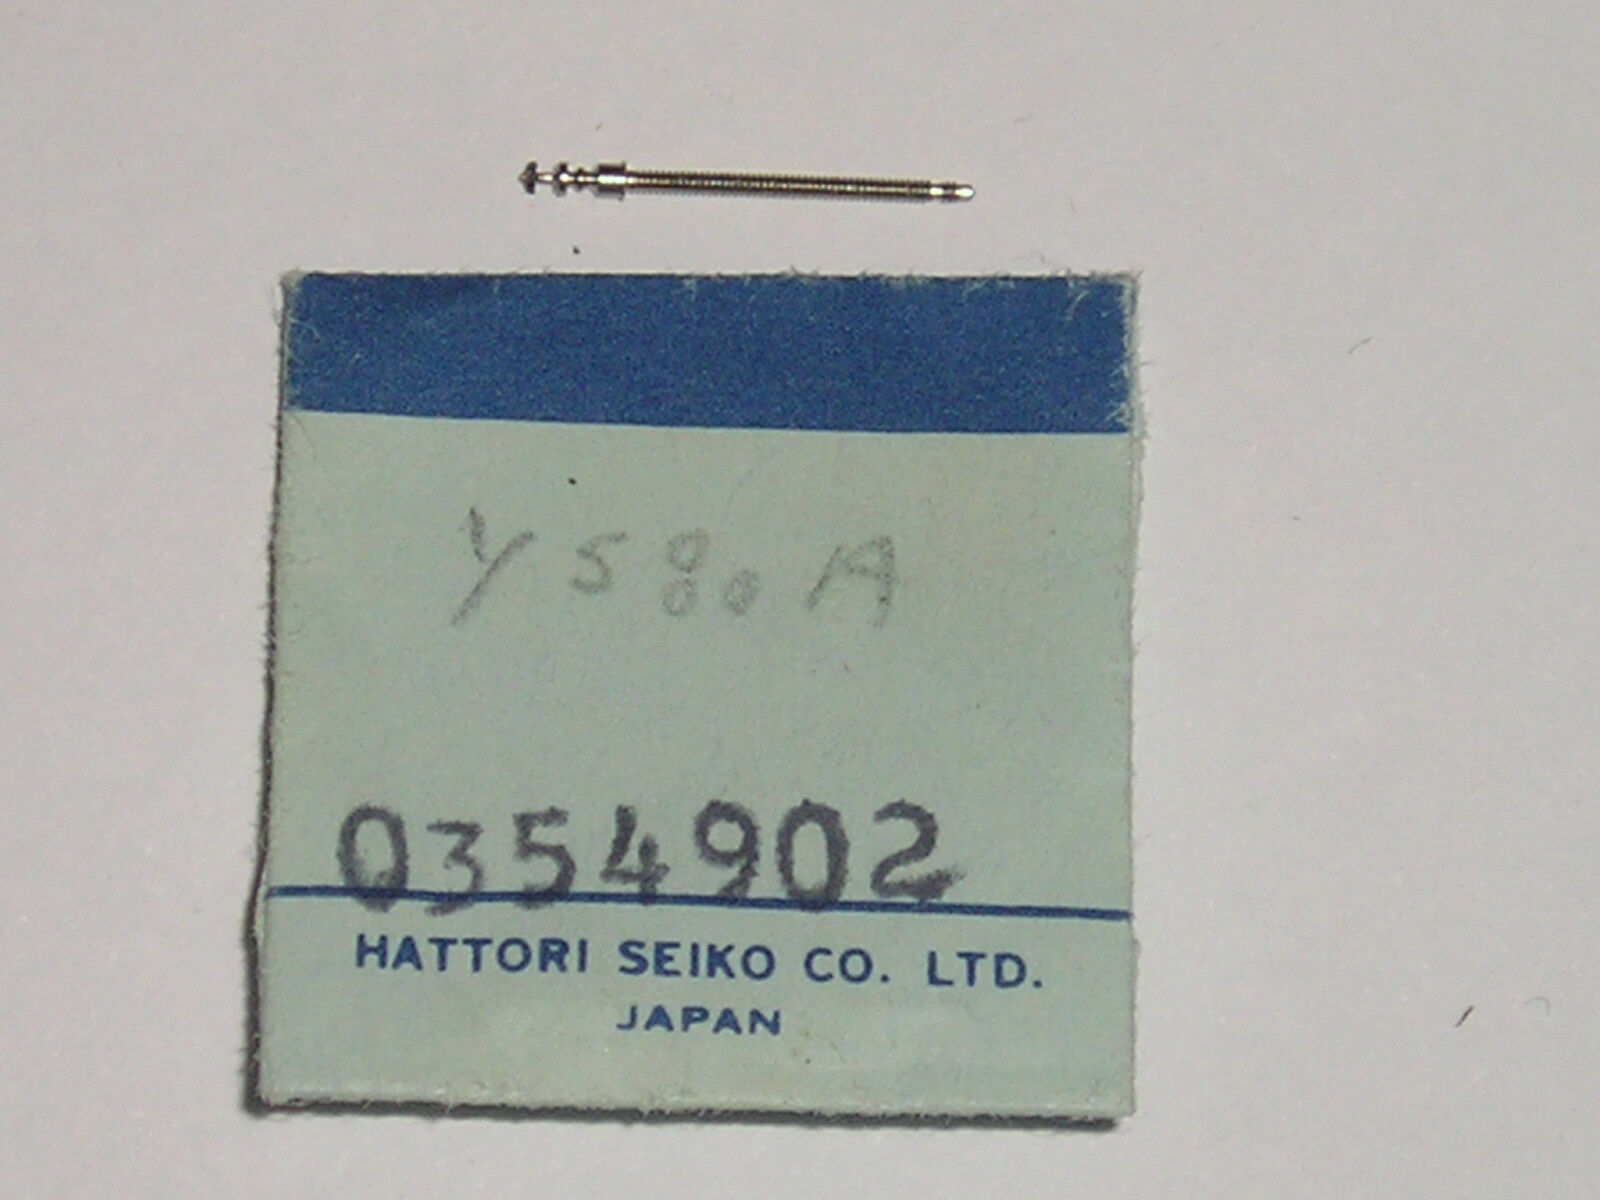 Y580A
0354902
HATTORI SEIKO CO. LTD.
JAPAN